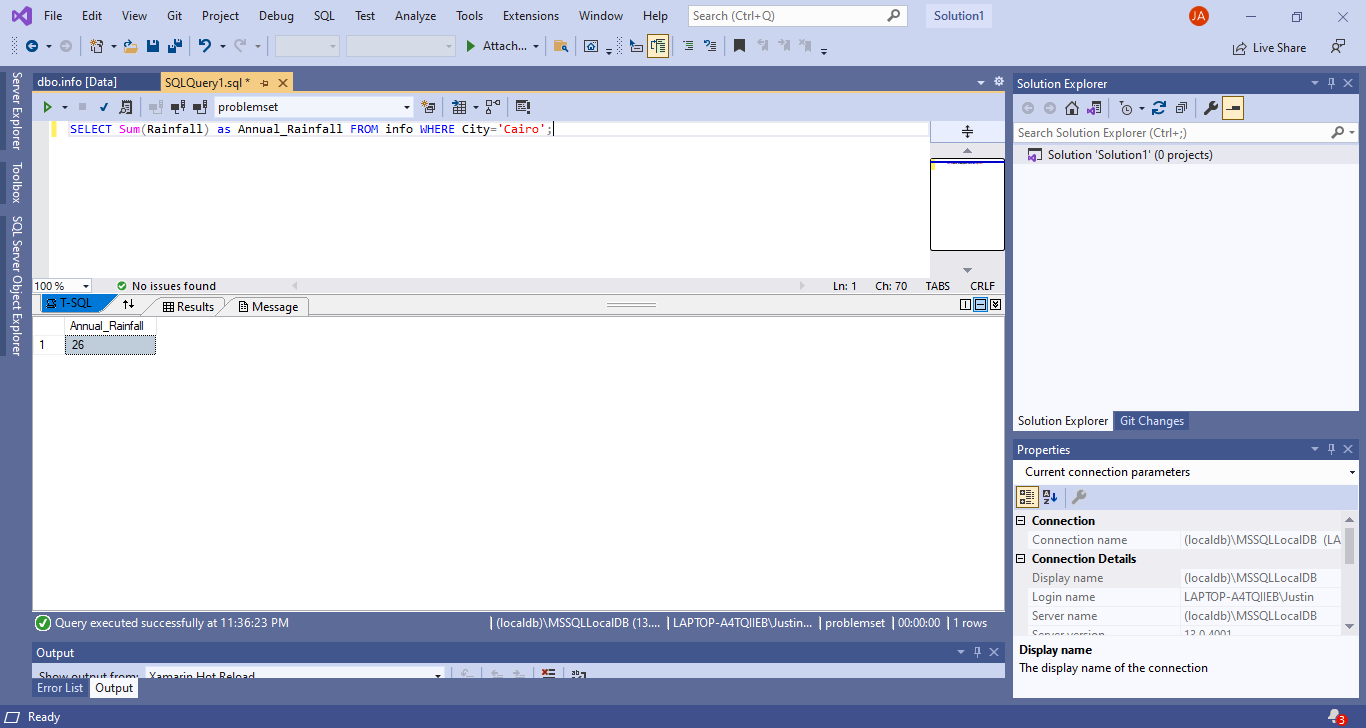 File Edit View Git Project Debug SQL Test Analyze Tools Extensions Window Help Search (Ctrl+Q) Solution1 JA
Attach... Live Share
Server Explorer
Toolbox
SQL Server Object Explorer
dbo.info [Data] SQLQuery1.sql *
problemset
SELECT Sum(Rainfall) as Annual_Rainfall FROM info WHERE City='Cairo';
100 % No issues found Ln: 1 Ch: 70 TABS CRLF
T-SQL Results Message
Annual_Rainfall
1 26
Query executed successfully at 11:36:23 PM (localdb)\MSSQLLocalDB (13.... LAPTOP-A4TQIIEB\Justin... problemset 00:00:00 1 rows
Output
Show output from: Xamarin Hot Reload
Error List Output
Ready
Solution Explorer
Search Solution Explorer (Ctrl+;)
Solution 'Solution1' (0 projects)
Solution Explorer Git Changes
Properties
Current connection parameters
Connection
Connection name (localdb)\MSSQLLocalDB (LA
Connection Details
Display name (localdb)\MSSQLLocalDB
Login name LAPTOP-A4TQIIEB\Justin
Server name (localdb)\MSSQLLocalDB
Server version 13.0.4001
Display name
The display name of the connection
3